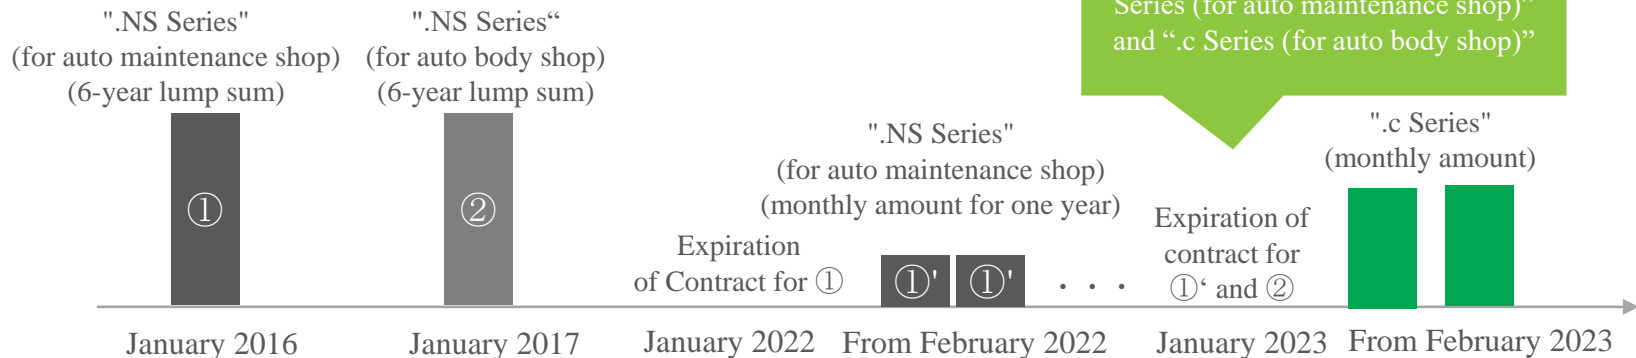 ".NS Series"
(for auto maintenance shop)
(6-year lump sum)
①
January 2016
".NS Series“
(for auto body shop)
(6-year lump sum)
②
January 2017
Expiration
of Contract for ①
January 2022
".NS Series"
(for auto maintenance shop)
(monthly amount for one year)
①' ①' . . .
From February 2022
Series (for auto maintenance shop)”
and “.c Series (for auto body shop)”
Expiration of
contract for
①‘ and ②
January 2023
".c Series"
(monthly amount)
From February 2023